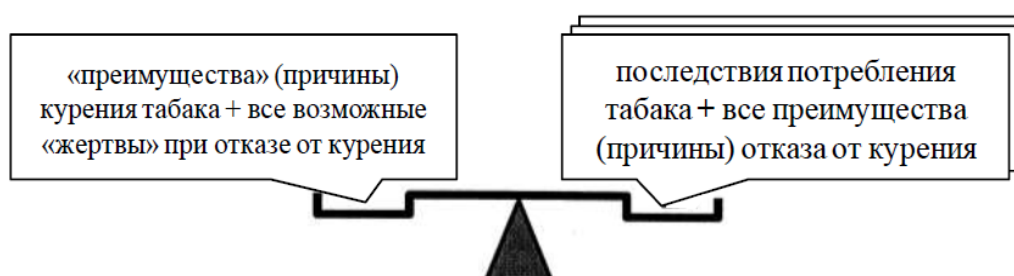 «преимущества» (причины)
курения табака + все возможные
«жертвы» при отказе от курения
последствия потребления
табака + все преимущества
(причины) отказа от курения